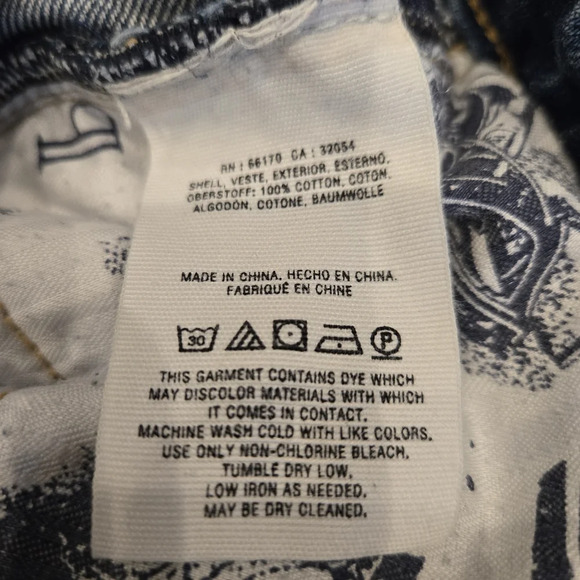 RN : 66170 CA : 32054
SHELL, VESTE, EXTERIOR, ESTERNO,
OBERSTOFF: 100% COTTON, COTON,
ALGODÓN, COTONE, BAUMWOLLE
MADE IN CHINA. HECHO EN CHINA.
FABRIQUÉ EN CHINE
30 P
THIS GARMENT CONTAINS DYE WHICH
MAY DISCOLOR MATERIALS WITH WHICH
IT COMES IN CONTACT.
MACHINE WASH COLD WITH LIKE COLORS.
USE ONLY NON-CHLORINE BLEACH.
TUMBLE DRY LOW.
LOW IRON AS NEEDED.
MAY BE DRY CLEANED.